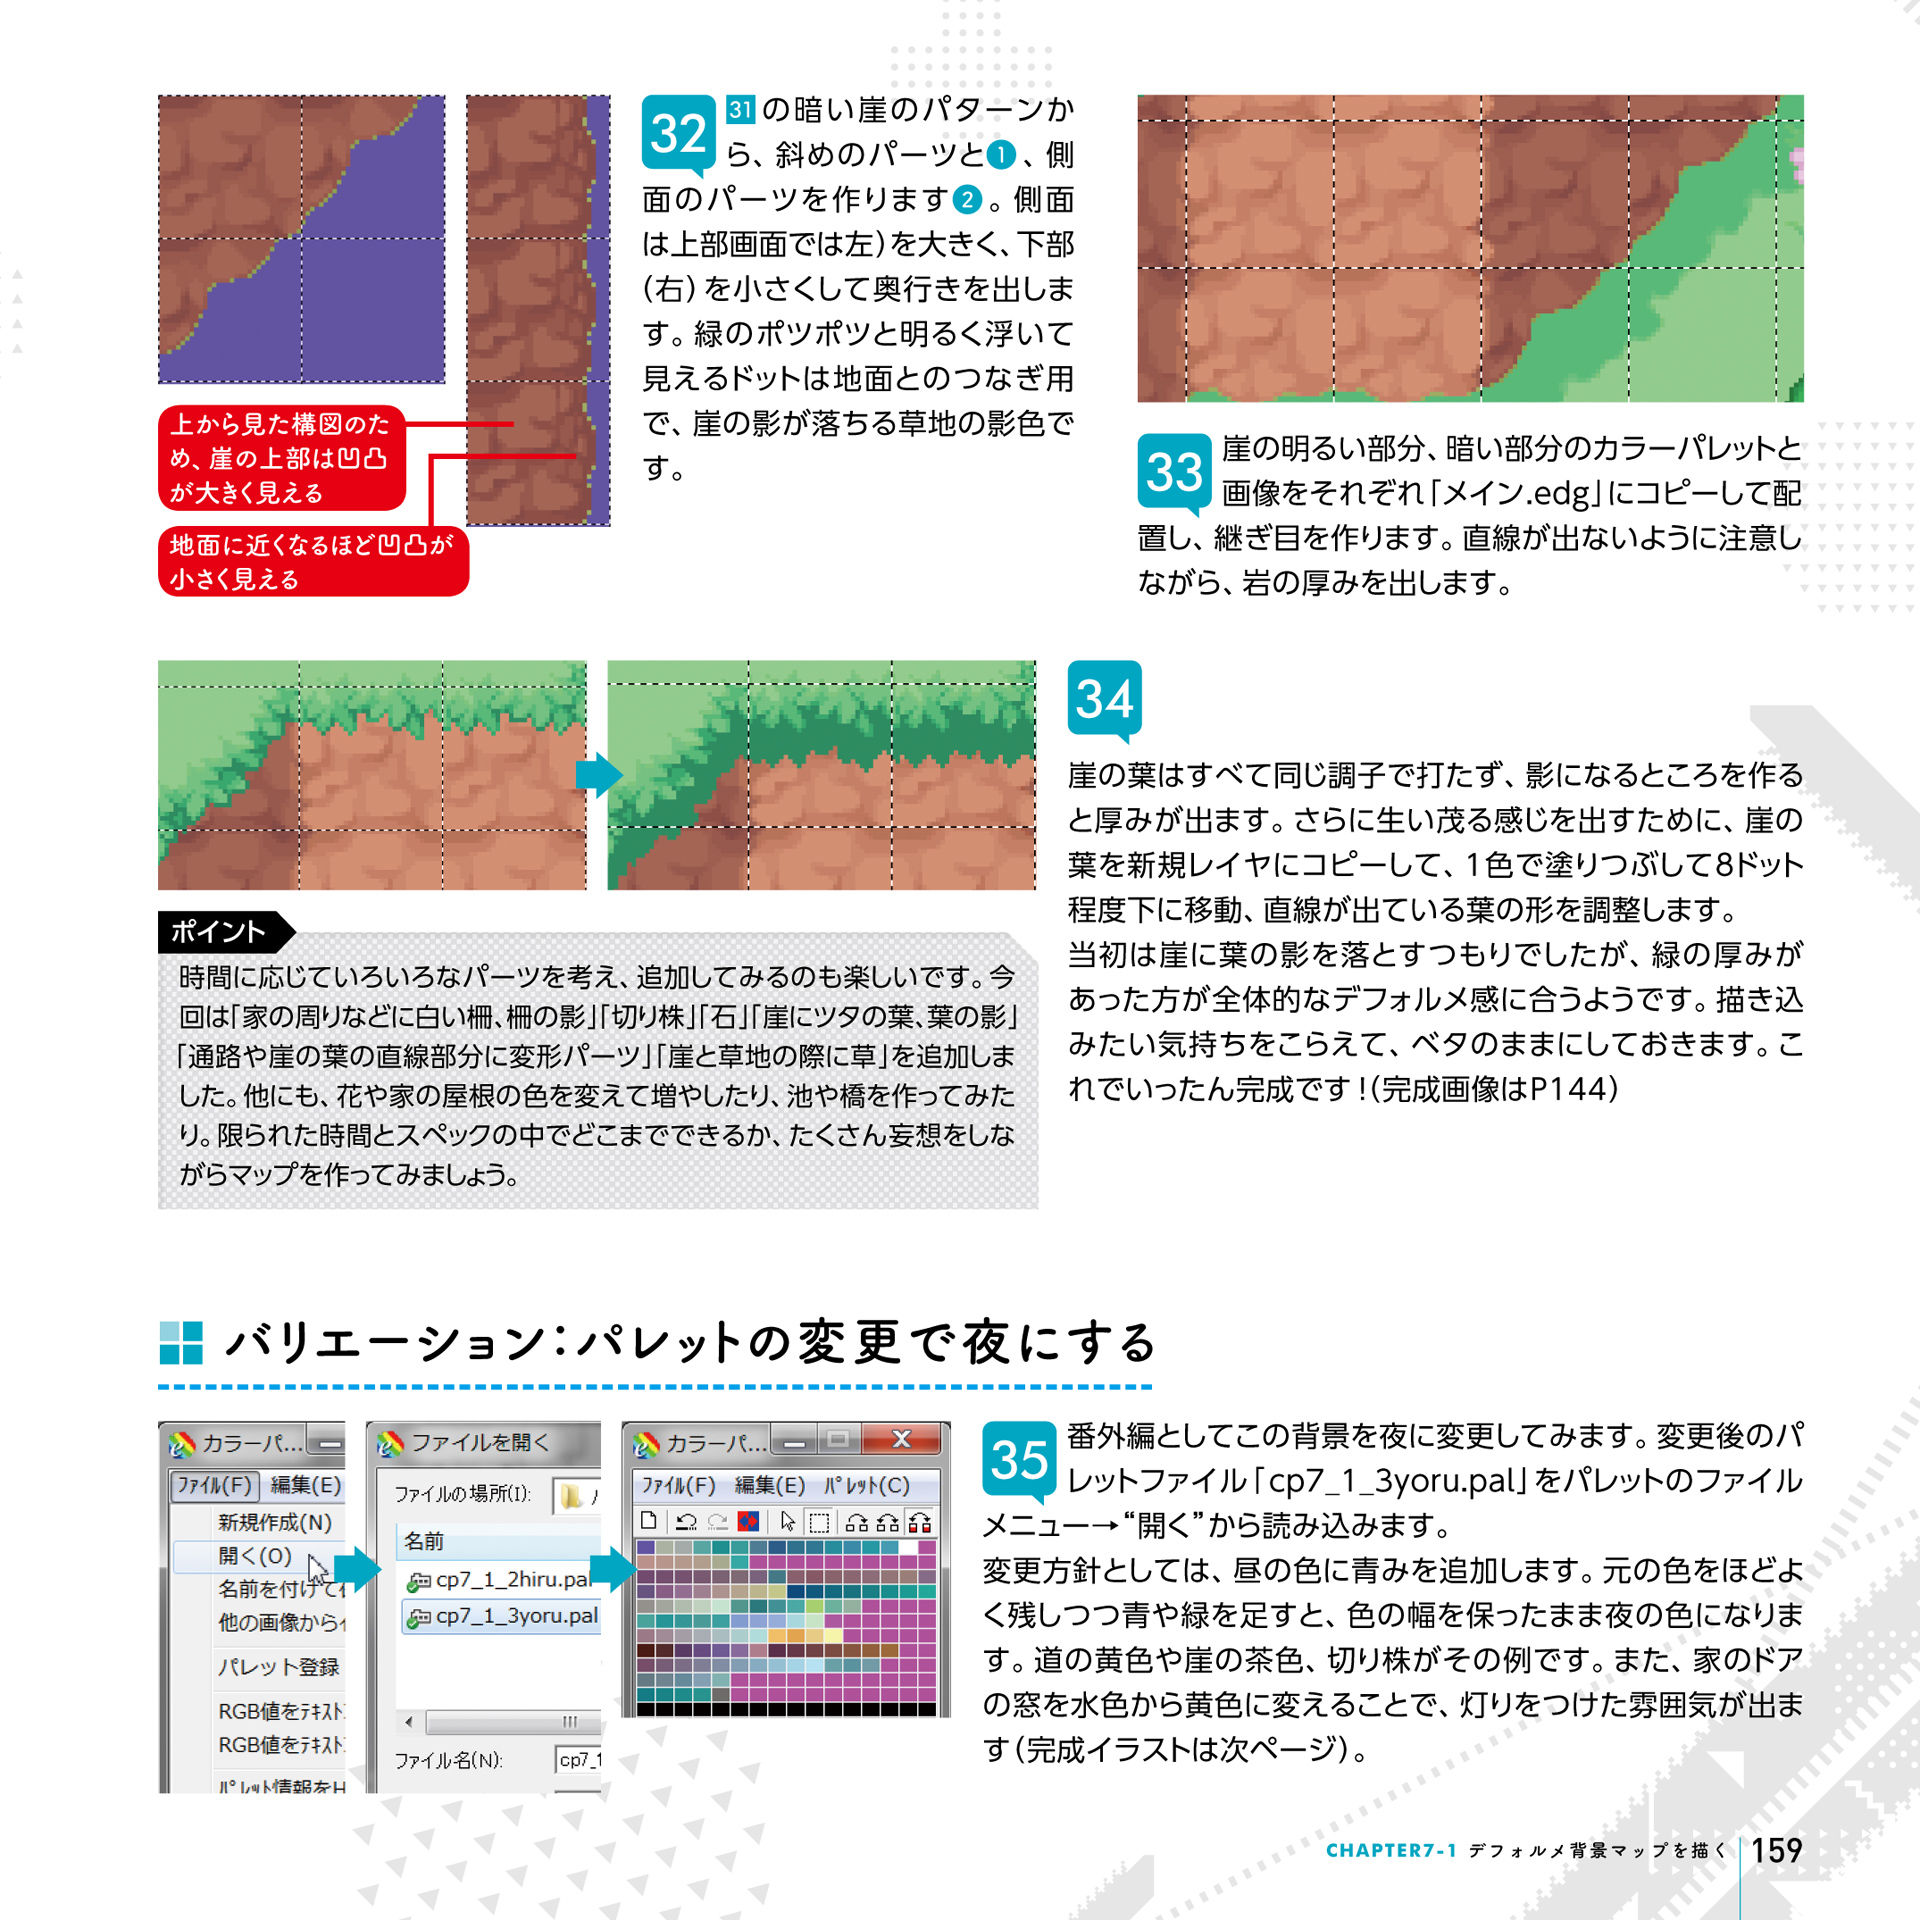 32 31の暗い崖のパターンか
ら、斜めのパーツと1、側
面のパーツを作ります2。側面
は上部画面では左)を大きく、下部
(右)を小さくして奥行きを出しま
す。緑のポツポツと明るく浮いて
見えるドットは地面とのつなぎ用
で、崖の影が落ちる草地の影色で
す。
上から見た構図のた
め、崖の上部は凹凸
が大きく見える
地面に近くなるほど凹凸が
小さく見える
33 崖の明るい部分、暗い部分のカラーパレットと
画像をそれぞれ「メイン.edg」にコピーして配
置し、継ぎ目を作ります。直線が出ないように注意し
ながら、岩の厚みを出します。
34
崖の葉はすべて同じ調子で打たず、影になるところを作る
と厚みが出ます。さらに生い茂る感じを出すために、崖の
葉を新規レイヤにコピーして、1色で塗りつぶして8ドット
程度下に移動、直線が出ている葉の形を調整します。
当初は崖に葉の影を落とすつもりでしたが、緑の厚みが
あった方が全体的なデフォルメ感に合うようです。描き込
みたい気持ちをこらえて、ベタのままにしておきます。こ
れでいったん完成です!(完成画像はP144)
ポイント
時間に応じていろいろなパーツを考え、追加してみるのも楽しいです。今
回は「家の周りなどに白い柵、柵の影」「切り株」「石」「崖にツタの葉、葉の影」
「通路や崖の葉の直線部分に変形パーツ」「崖と草地の際に草」を追加しま
した。他にも、花や家の屋根の色を変えて増やしたり、池や橋を作ってみた
り。限られた時間とスペックの中でどこまでできるか、たくさん妄想をしな
がらマップを作ってみましょう。
バリエーション:パレットの変更で夜にする
カラーパ...
ファイル(F) 編集(E)
新規作成(N)
開く(O)
名前を付けて
他の画像から
パレット登録
RGB値をテキスト
RGB値をテキスト
パレット情報をH
ファイルを開く
ファイルの場所(I):
名前
cp7_1_2hiru.pal
cp7_1_3yoru.pal
ファイル名(N): cp7_1
カラーパ...
ファイル(F) 編集(E) パレット(C)
35 番外編としてこの背景を夜に変更してみます。変更後のパ
レットファイル「cp7_1_3yoru.pal」をパレットのファイル
メニュー→“開く”から読み込みます。
変更方針としては、昼の色に青みを追加します。元の色をほどよ
く残しつつ青や緑を足すと、色の幅を保ったまま夜の色になりま
す。道の黄色や崖の茶色、切り株がその例です。また、家のドア
の窓を水色から黄色に変えることで、灯りをつけた雰囲気が出ま
す(完成イラストは次ページ)。
CHAPTER7-1 デフォルメ背景マップを描く 159